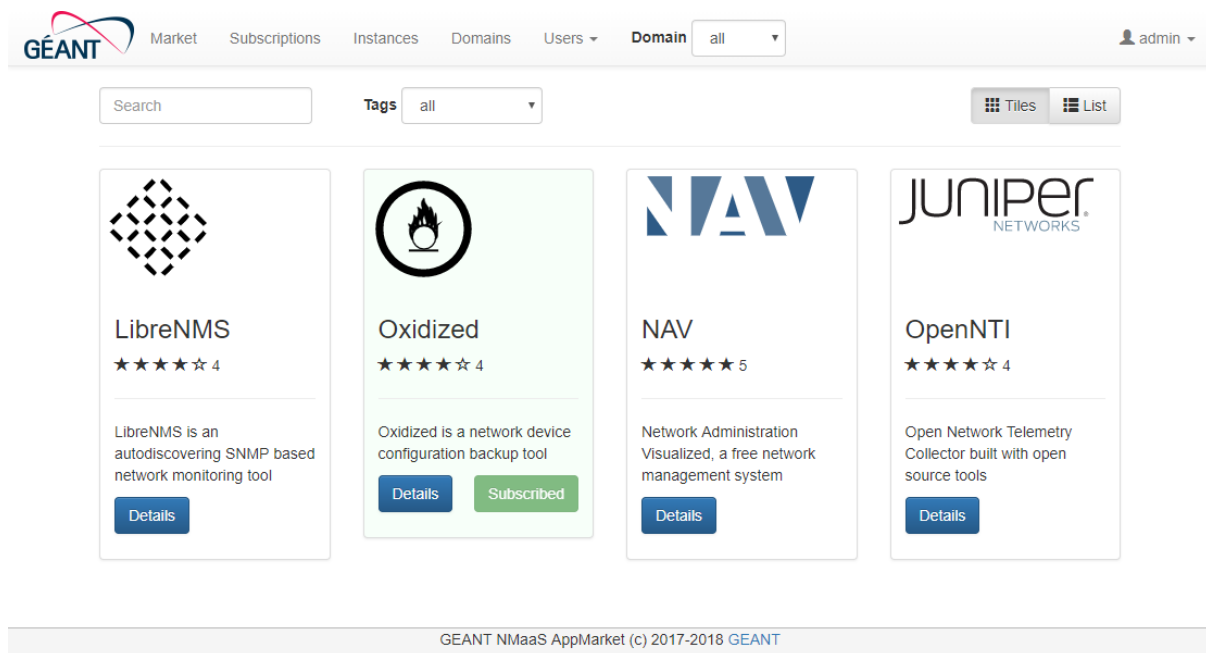 GÉANT Market Subscriptions Instances Domains Users Domain all admin
Search Tags all Tiles List
NAV JUNIPER NETWORKS
LibreNMS Oxidized NAV OpenNTI
★★★★☆ 4 ★★★★☆ 4 ★★★★★ 5 ★★★★☆ 4
LibreNMS is an
autodiscovering SNMP based
network monitoring tool
Details
Oxidized is a network device
configuration backup tool
Details Subscribed
Network Administration
Visualized, a free network
management system
Details
Open Network Telemetry
Collector built with open
source tools
Details
GEANT NMaaS AppMarket (c) 2017-2018 GEANT